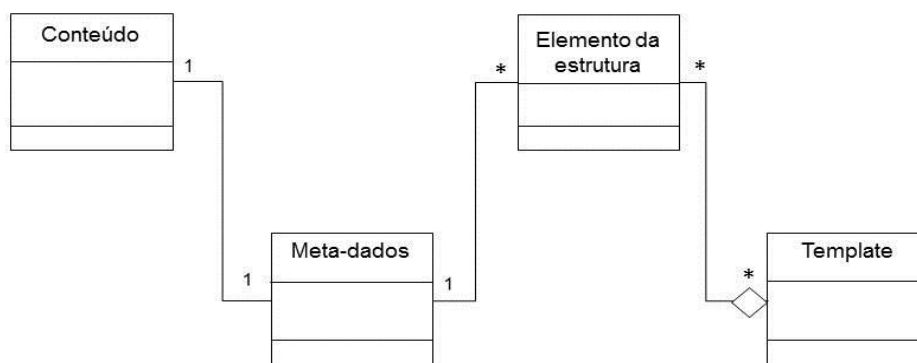 Conteúdo
Elemento da
estrutura
1
*
*
Meta-dados
Template
1
1
*